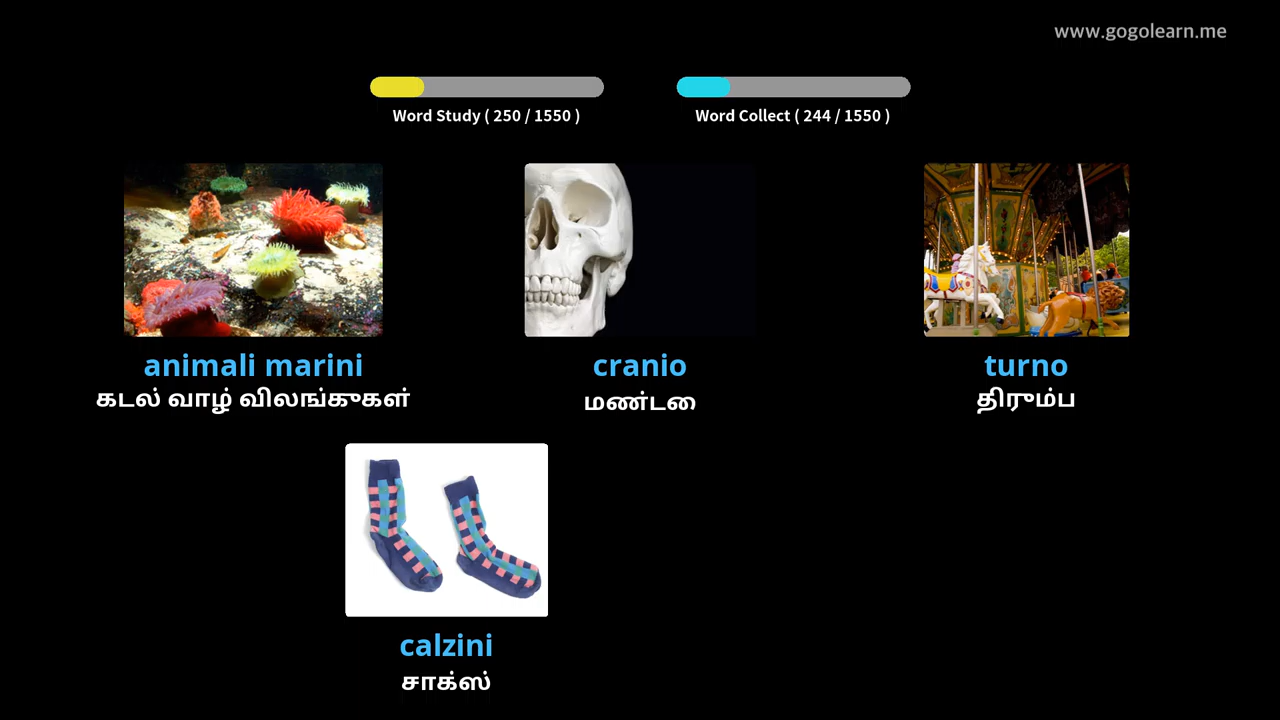 www.gogolearn.me
Word Study ( 250 / 1550 )
Word Collect ( 244 / 1550 )
animali marini
கடல் வாழ் விலங்குகள்
cranio
மண்டை
turno
திரும்ப
calzini
சாக்ஸ்